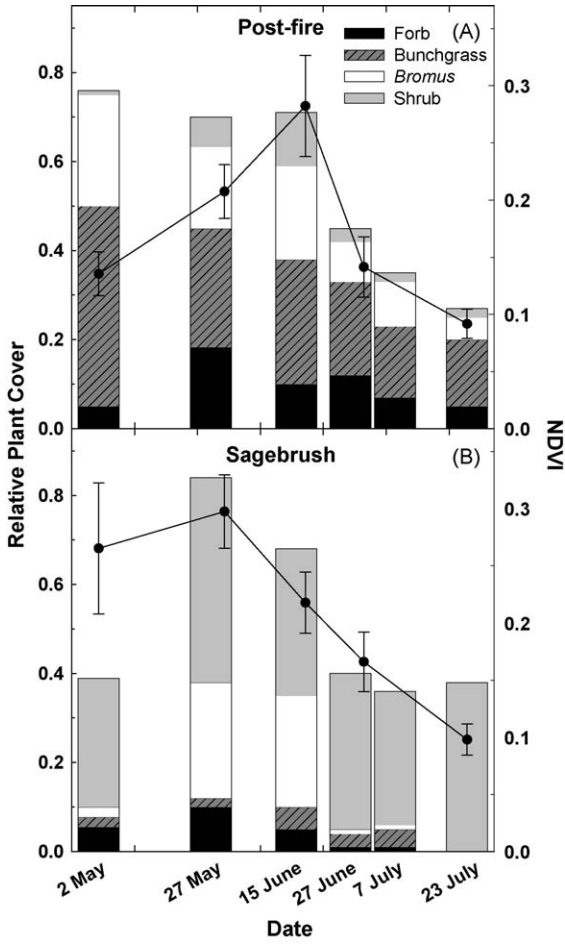 Post-fire
(A)
Forb
Bunchgrass
Bromus
Shrub
0.8
0.6
0.4
0.2
0.0
0.3
0.2
0.1
0.0
Relative Plant Cover
NDVI
Sagebrush
(B)
0.8
0.6
0.4
0.2
0.0
0.3
0.2
0.1
0.0
2 May
27 May
15 June
27 June
7 July
23 July
Date